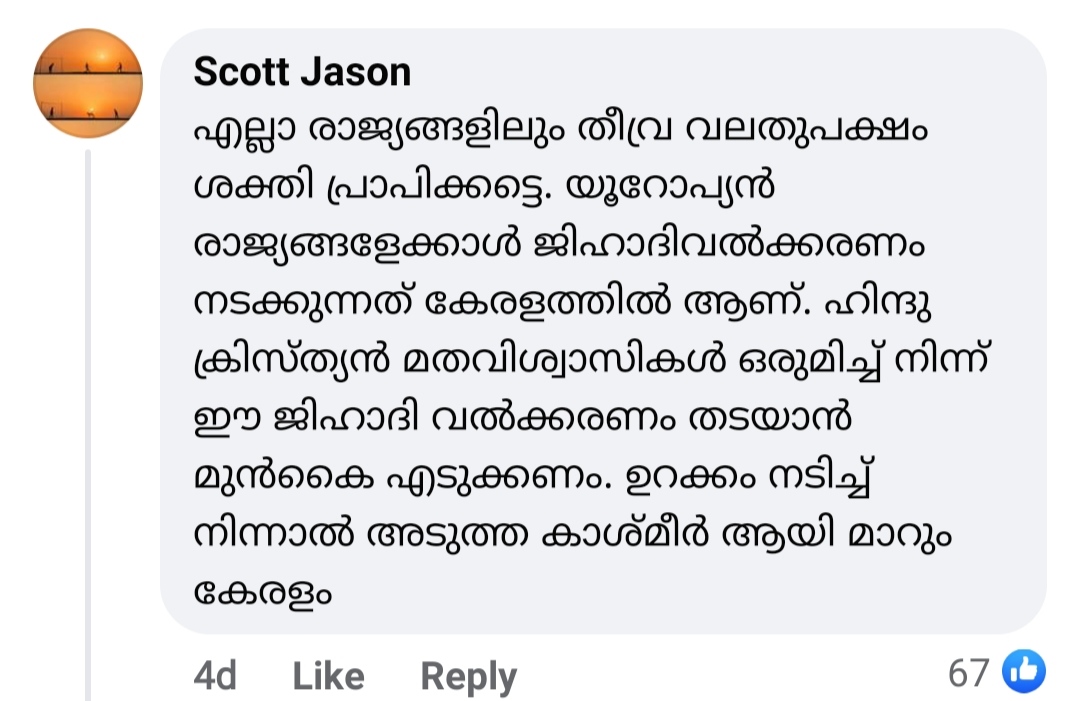 Scott Jason
എല്ലാ രാജ്യങ്ങളിലും തീവ്ര വലതുപക്ഷം
ശക്തി പ്രാപിക്കട്ടെ. യൂറോപ്യൻ
രാജ്യങ്ങളേക്കാൾ ജിഹാദിവൽക്കരണം
നടക്കുന്നത് കേരളത്തിൽ ആണ്. ഹിന്ദു
ക്രിസ്ത്യൻ മതവിശ്വാസികൾ ഒരുമിച്ച് നിന്ന്
ഈ ജിഹാദി വൽക്കരണം തടയാൻ
മുൻകൈ എടുക്കണം. ഉറക്കം നടിച്ച്
നിന്നാൽ അടുത്ത കാശ്മീർ ആയി മാറും
കേരളം
4d Like Reply 67